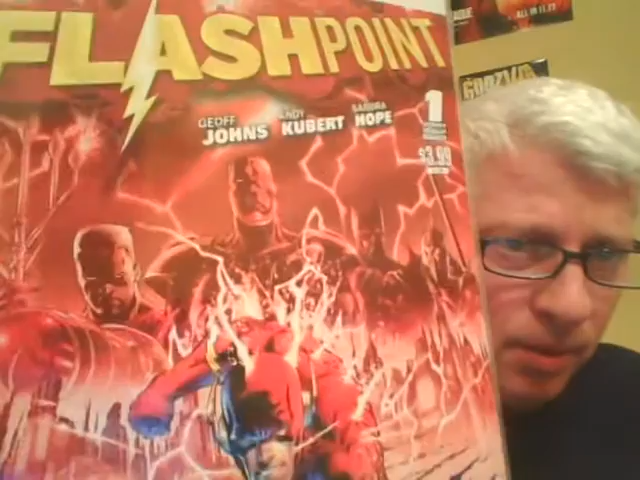 FLASHPOINT
GEOFF JOHNS
ANDY KUBERT
SANDRA HOPE
1
$3.99
GODZILLA